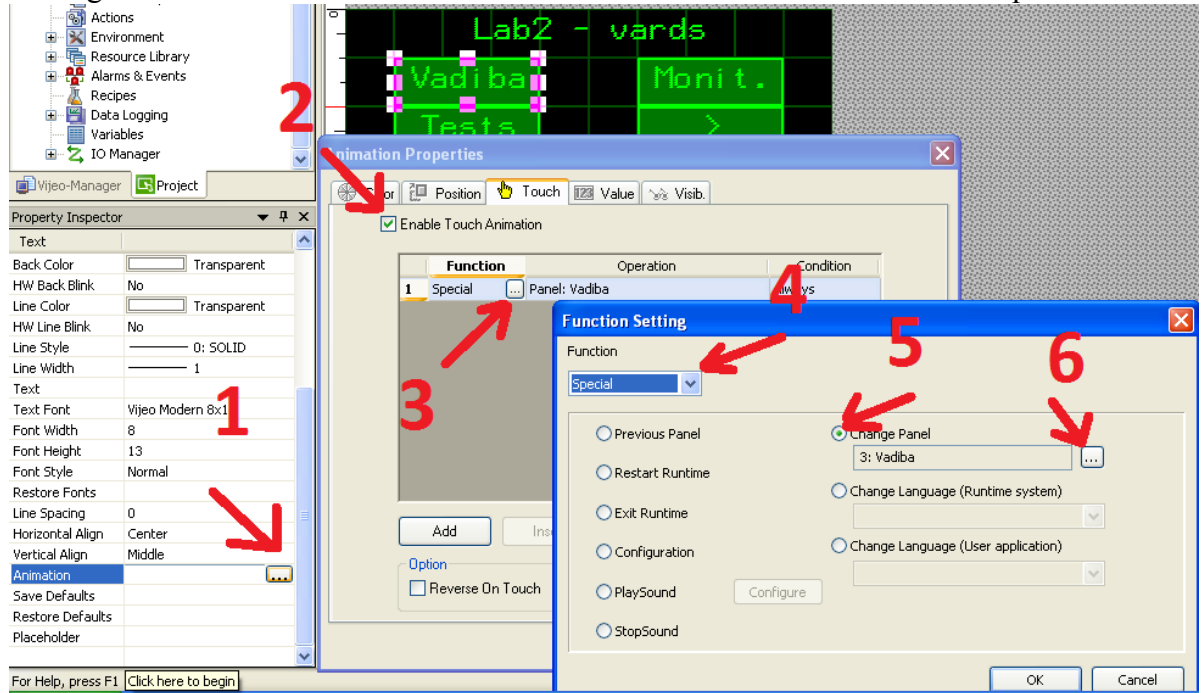 Actions
Environment
Resource Library
Alarms & Events
Recipes
Data Logging
Variables
IO Manager
Vijeo-Manager Project
Property Inspector
Text
Back Color Transparent
HW Back Blink No
Line Color Transparent
HW Line Blink No
Line Style 0: SOLID
Line Width 1
Text
Text Font Vijeo Modern 8x1
Font Width 8
Font Height 13
Font Style Normal
Restore Fonts
Line Spacing 0
Horizontal Align Center
Vertical Align Middle
Animation ...
Save Defaults
Restore Defaults
Placeholder
For Help, press F1 Click here to begin
1
2
Lab2 - vards
Vadiba Monit.
Tests >
Animation Properties
Color Position Touch Value Visib.
Enable Touch Animation
Function Operation Condition
1 Special ... Panel: Vadiba Always
3
4
Add Inse
Option
Reverse On Touch
Function Setting
5
6
Function
Special
Previous Panel
Restart Runtime
Exit Runtime
Configuration
PlaySound Configure
StopSound
Change Panel
3: Vadiba ...
Change Language (Runtime system)
Change Language (User application)
OK Cancel